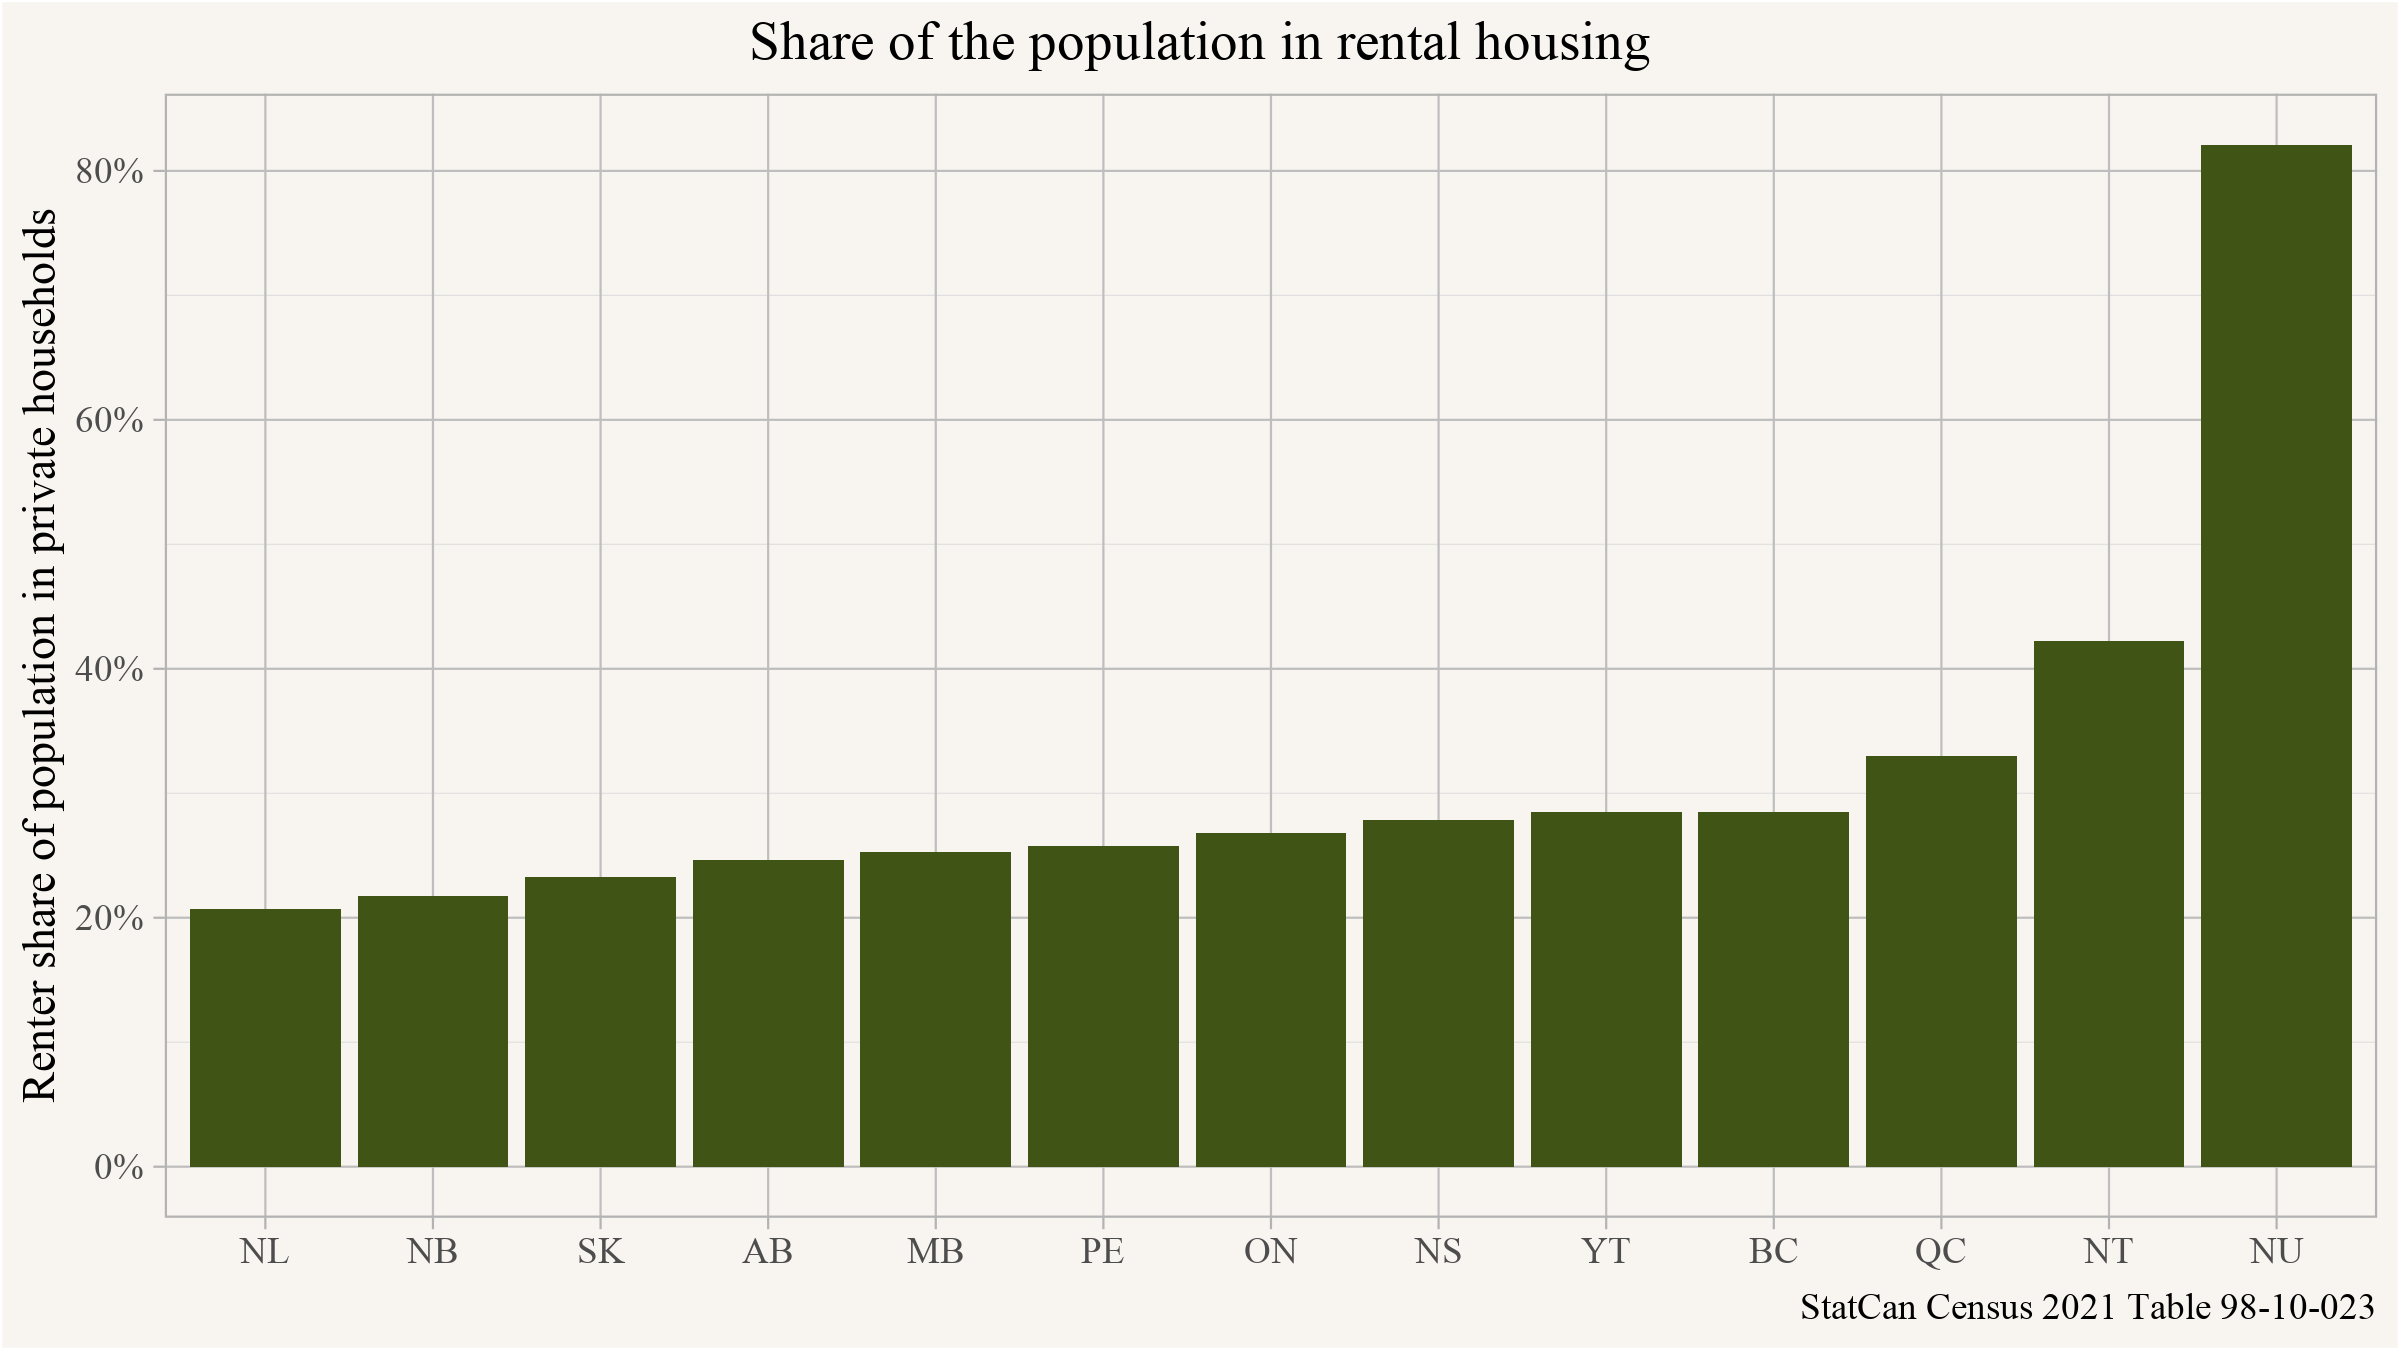 Share of the population in rental housing
Renter share of population in private households
80%
60%
40%
20%
0%
NL NB SK AB MB PE ON NS YT BC QC NT NU
StatCan Census 2021 Table 98-10-023